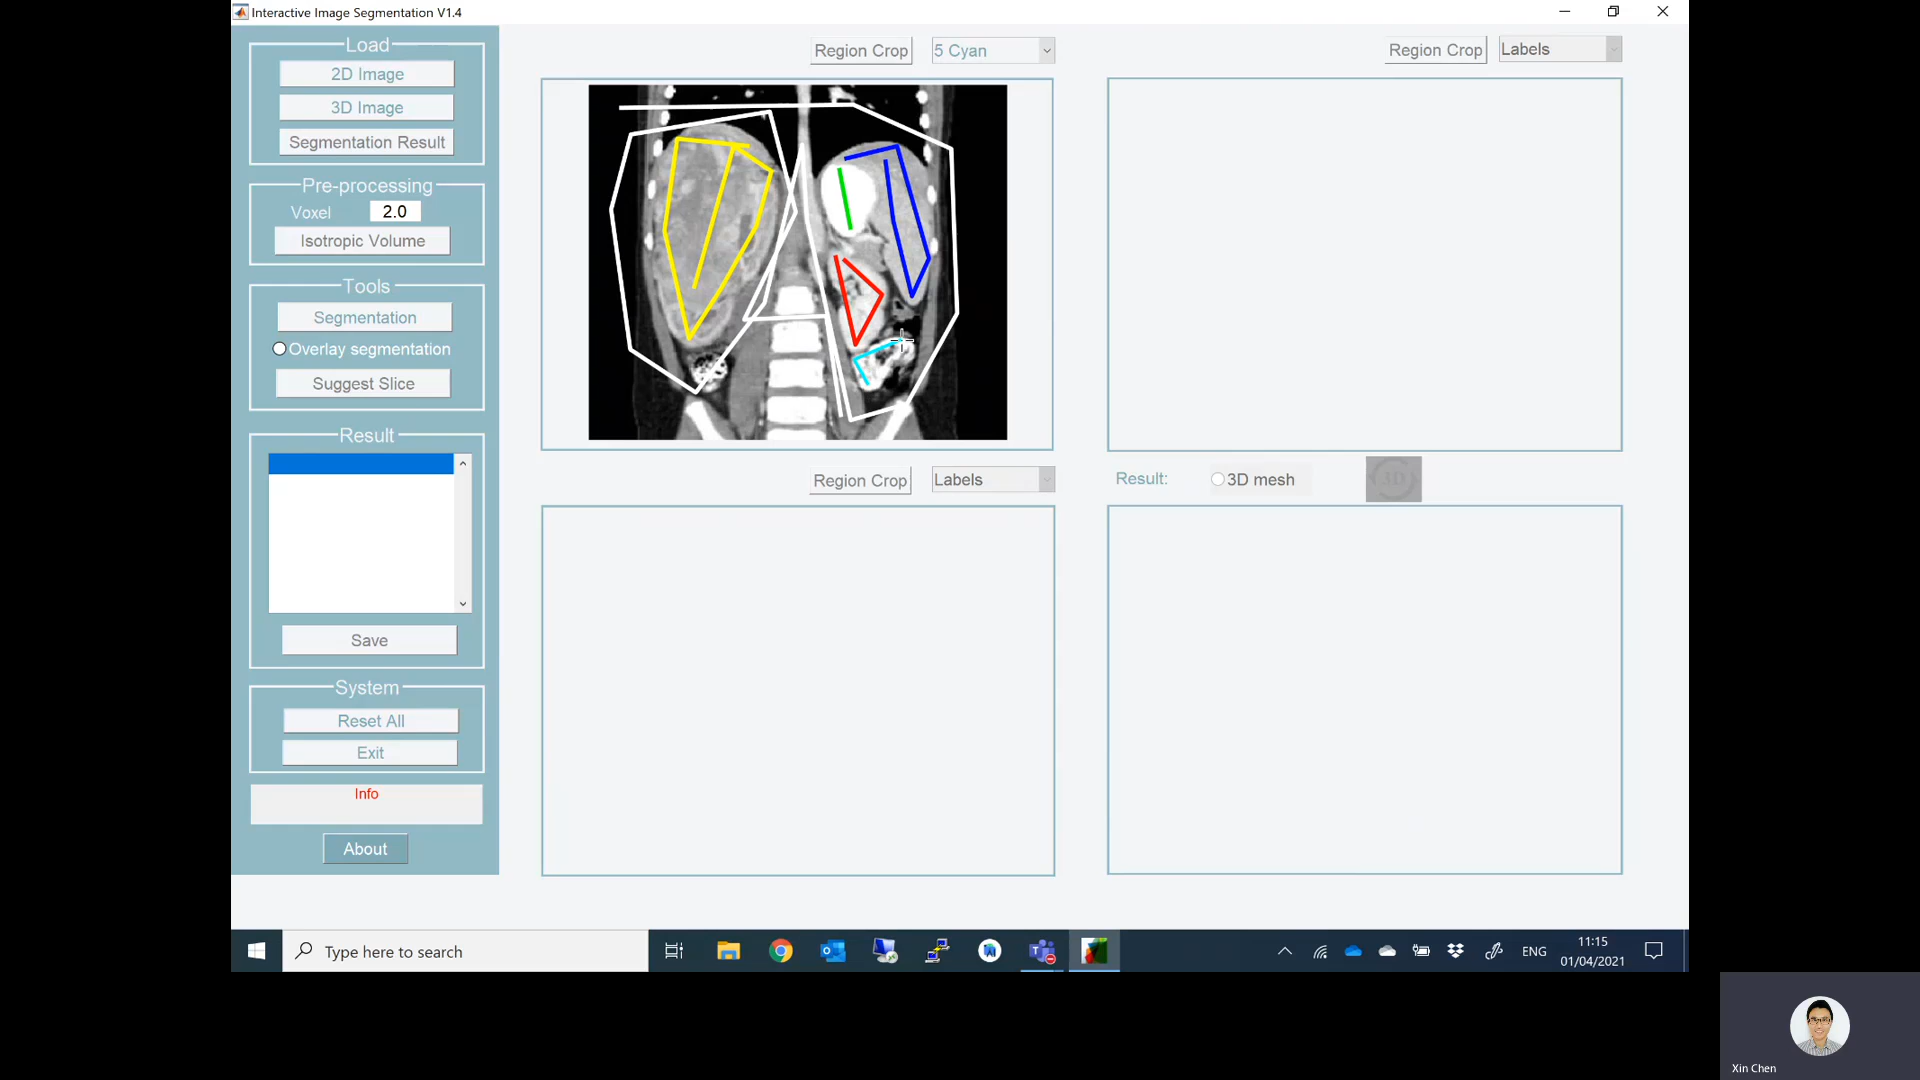 Interactive Image Segmentation V1.4
Load
2D Image
3D Image
Segmentation Result
Pre-processing
Voxel 2.0
Isotropic Volume
Tools
Segmentation
Overlay segmentation
Suggest Slice
Result
Save
System
Reset All
Exit
Info
About
Region Crop 5 Cyan
Region Crop Labels
Region Crop Labels
Result: 3D mesh 3D
Type here to search
ENG
11:15
01/04/2021
Xin Chen